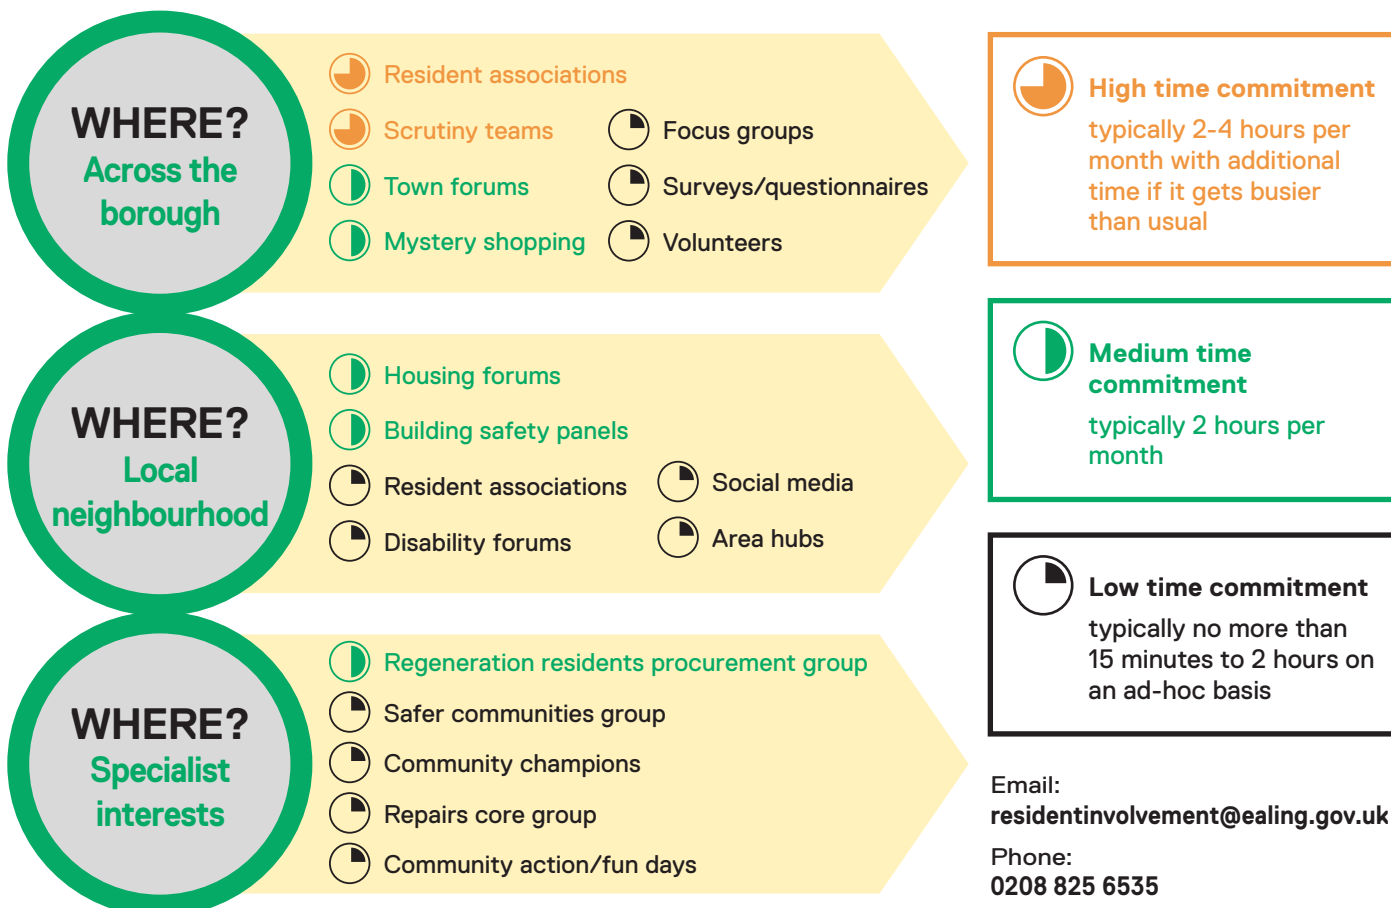 WHERE?
Across the
borough
Resident associations
Scrutiny teams
Town forums
Mystery shopping
Focus groups
Surveys/questionnaires
Volunteers
WHERE?
Local
neighbourhood
Housing forums
Building safety panels
Resident associations
Disability forums
Social media
Area hubs
WHERE?
Specialist
interests
Regeneration residents procurement group
Safer communities group
Community champions
Repairs core group
Community action/fun days
High time commitment
typically 2-4 hours per
month with additional
time if it gets busier
than usual
Medium time
commitment
typically 2 hours per
month
Low time commitment
typically no more than
15 minutes to 2 hours on
an ad-hoc basis
Email:
residentinvolvement@ealing.gov.uk
Phone:
0208 825 6535